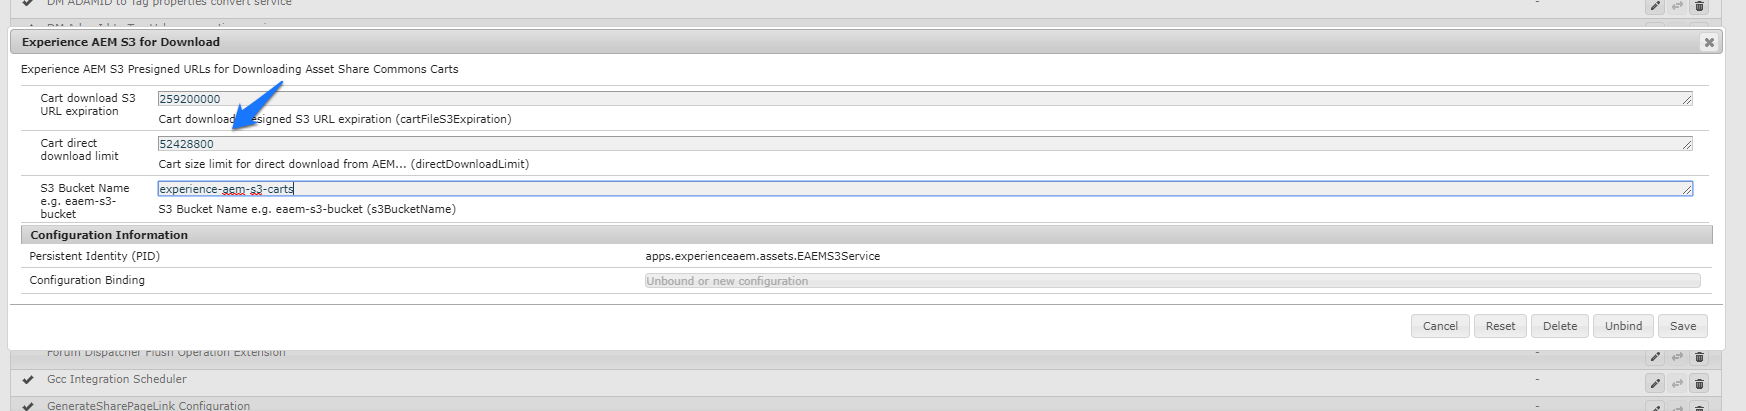 DM ADAMID to Tag properties convert service
-
Experience AEM S3 for Download
Experience AEM S3 Presigned URLs for Downloading Asset Share Commons Carts
Cart download S3
URL expiration
259200000
Cart download esigned S3 URL expiration (cartFileS3Expiration)
Cart direct
download limit
52428800
Cart size limit for direct download from AEM... (directDownloadLimit)
S3 Bucket Name
e.g. eaem-s3-
bucket
experience-aem-s3-carts
S3 Bucket Name e.g. eaem-s3-bucket (s3BucketName)
Configuration Information
Persistent Identity (PID)
apps.experienceaem.assets.EAEMS3Service
Configuration Binding
Unbound or new configuration
Cancel
Reset
Delete
Unbind
Save
Forum Dispatcher Flush Operation Extension
-
Gcc Integration Scheduler
-
GenerateSharePageLink Configuration
-